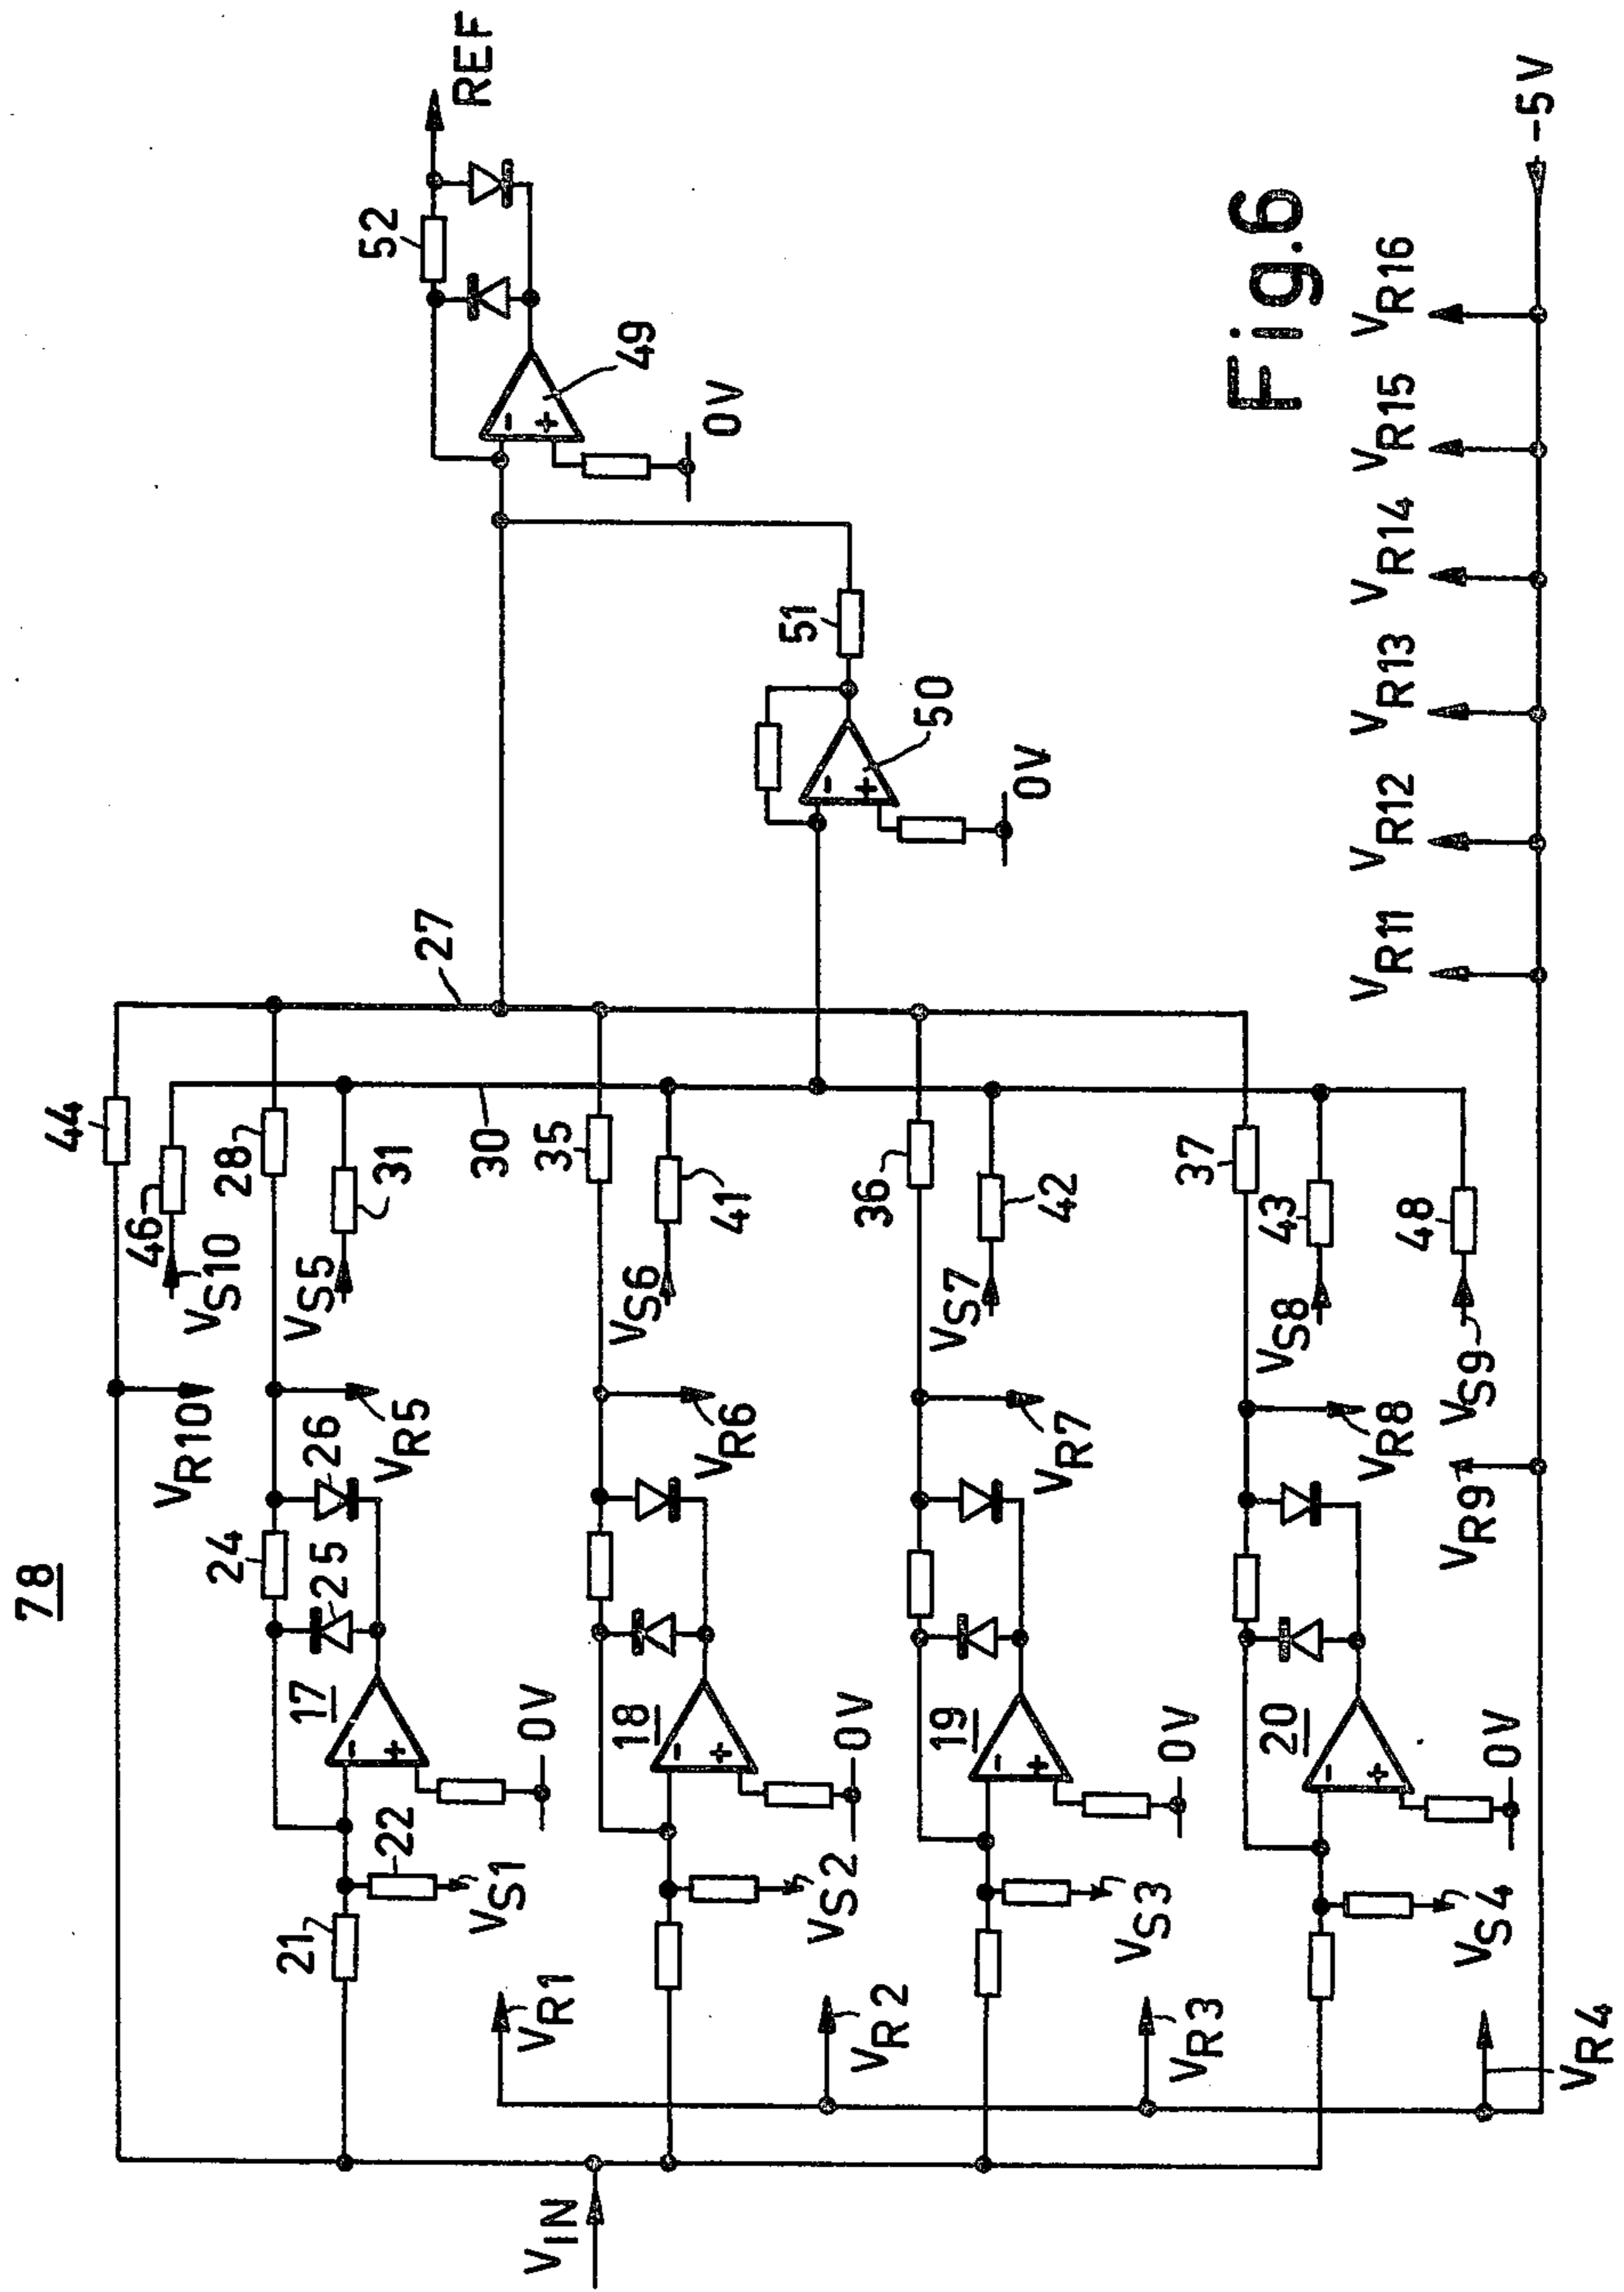 78
V_IN
V_R10
44
46
V_S10
24
25
26
28
V_R5
V_S5
31
30
27
17
21
22
V_S1
0V
V_R1
18
V_S2
0V
V_R2
V_R6
35
V_S6
41
19
V_S3
0V
V_R3
V_R7
36
V_S7
42
20
V_S4
0V
V_R4
V_R8
37
V_S8
43
V_R9
V_S9
48
50
0V
51
49
0V
52
REF
V_R11
V_R12
V_R13
V_R14
V_R15
V_R16
-5V
Fig.6